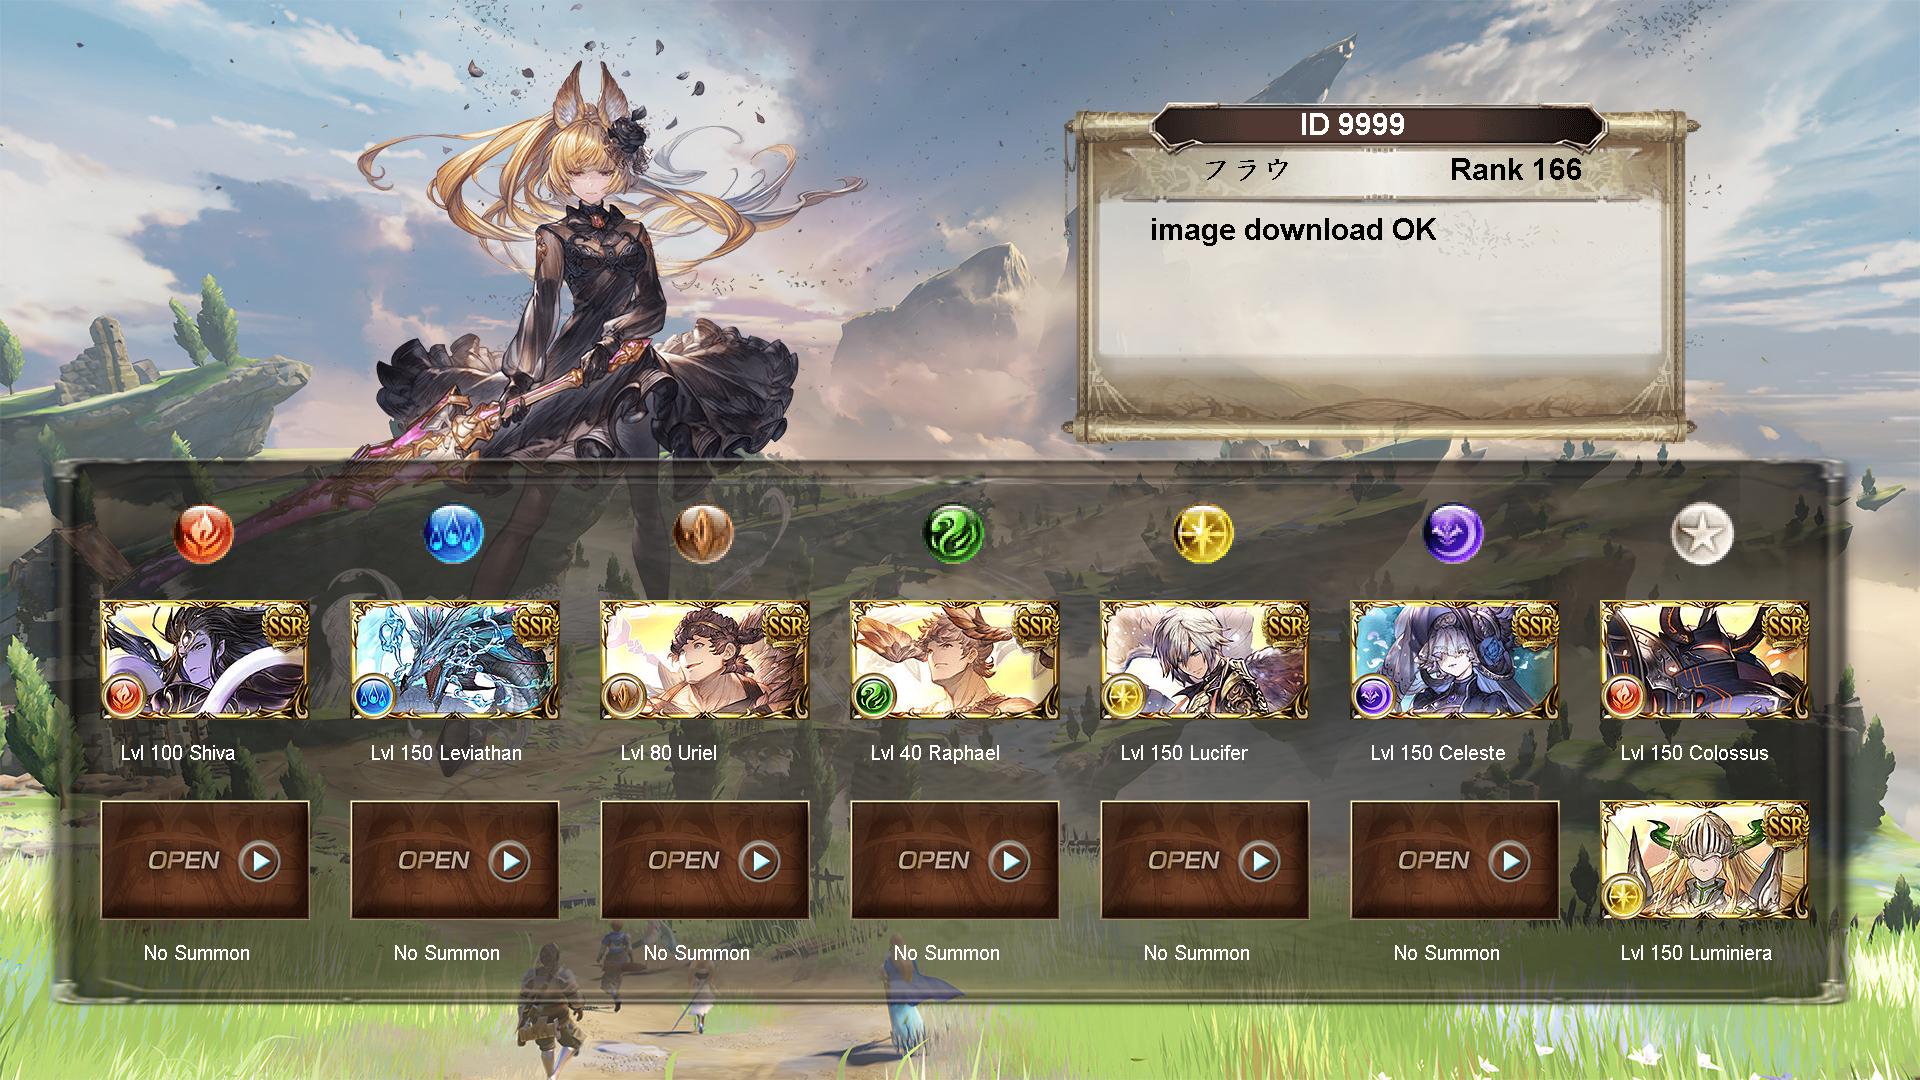 ID 9999
フラウ Rank 166
image download OK
SSR SSR SSR SSR SSR SSR SSR
Lvl 100 Shiva Lvl 150 Leviathan Lvl 80 Uriel Lvl 40 Raphael Lvl 150 Lucifer Lvl 150 Celeste Lvl 150 Colossus
SSR
OPEN OPEN OPEN OPEN OPEN OPEN
No Summon No Summon No Summon No Summon No Summon No Summon Lvl 150 Luminiera